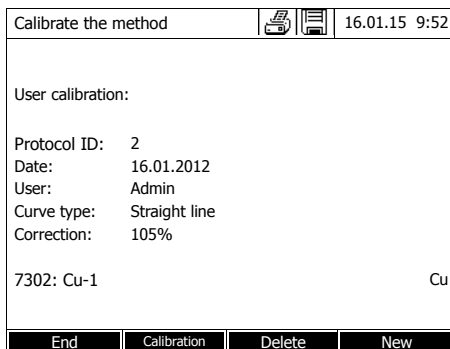 Calibrate the method 16.01.15 9:52
User calibration:
Protocol ID: 2
Date: 16.01.2012
User: Admin
Curve type: Straight line
Correction: 105%
7302: Cu-1 Cu
End Calibration Delete New